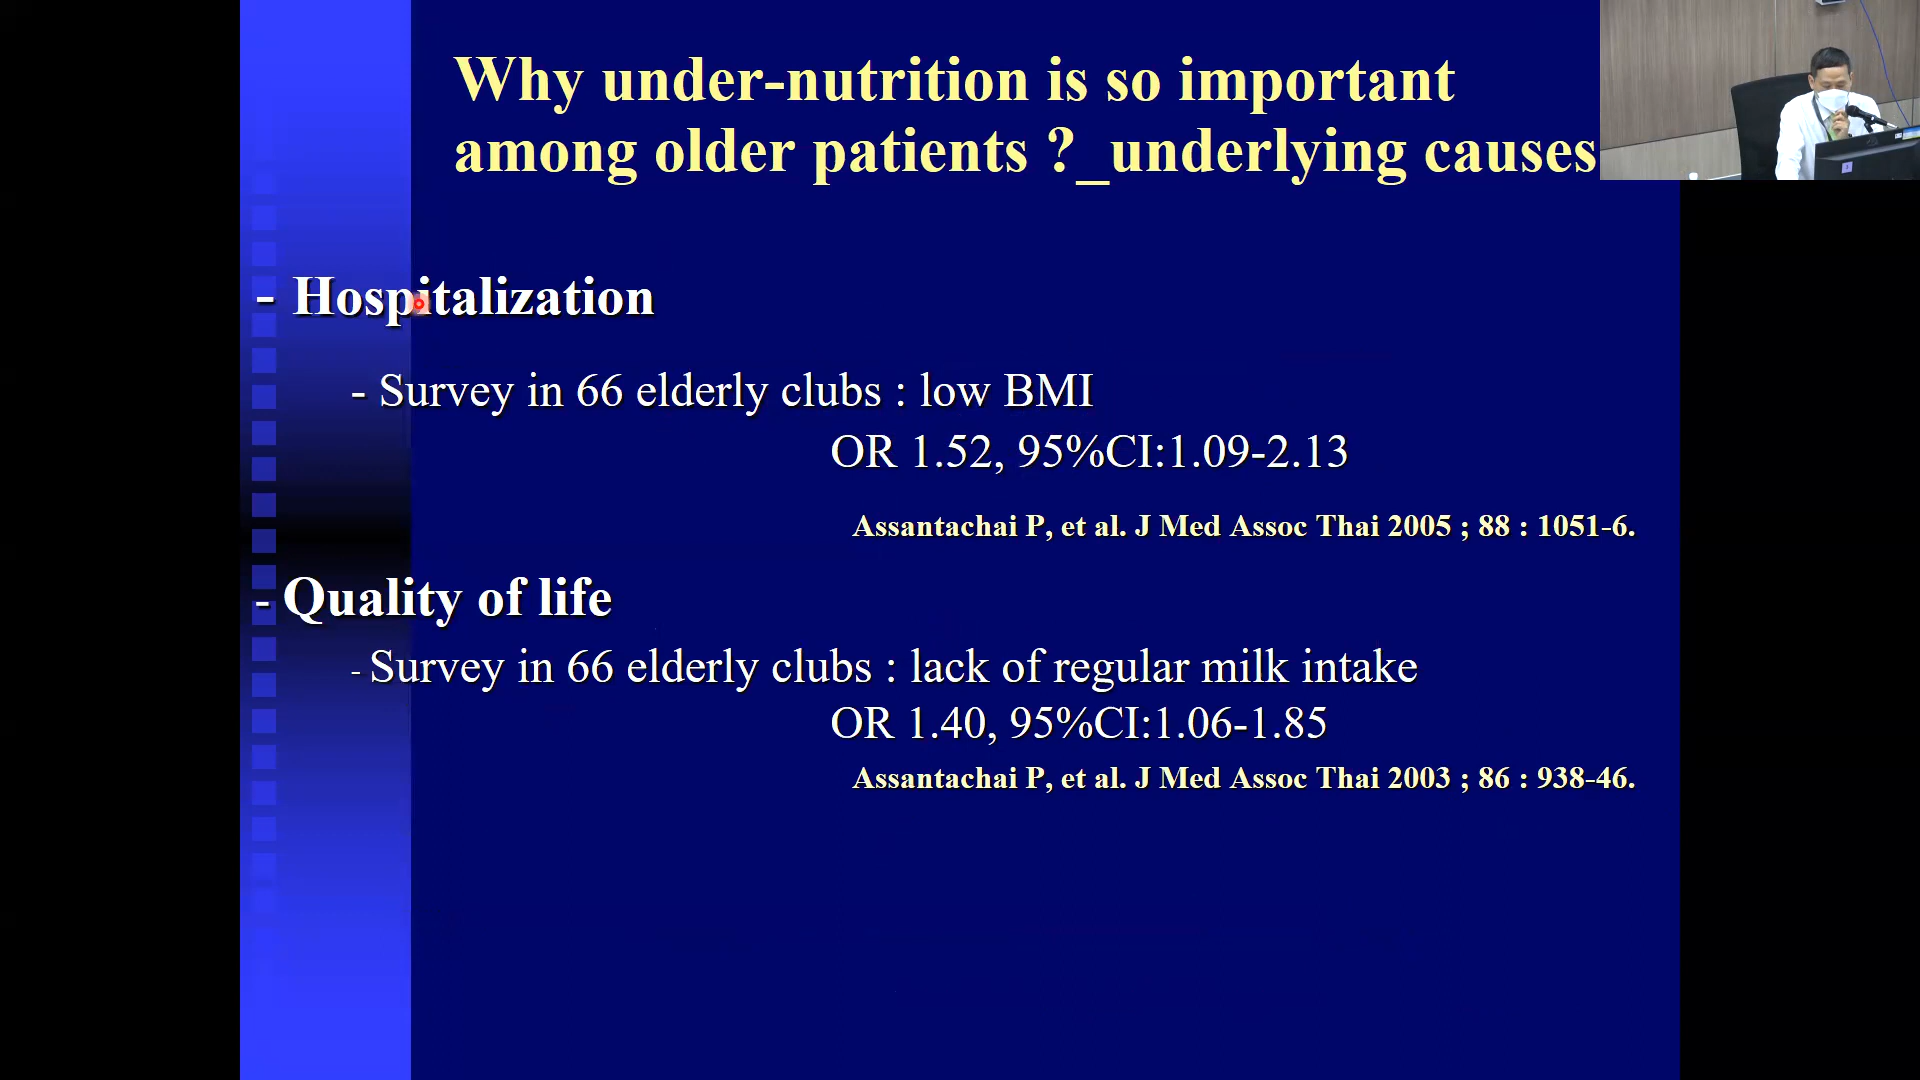 Why under-nutrition is so important
among older patients ?_underlying causes
- Hospitalization
- Survey in 66 elderly clubs : low BMI
OR 1.52, 95%CI:1.09-2.13
Assantachai P, et al. J Med Assoc Thai 2005 ; 88 : 1051-6.
- Quality of life
- Survey in 66 elderly clubs : lack of regular milk intake
OR 1.40, 95%CI:1.06-1.85
Assantachai P, et al. J Med Assoc Thai 2003 ; 86 : 938-46.